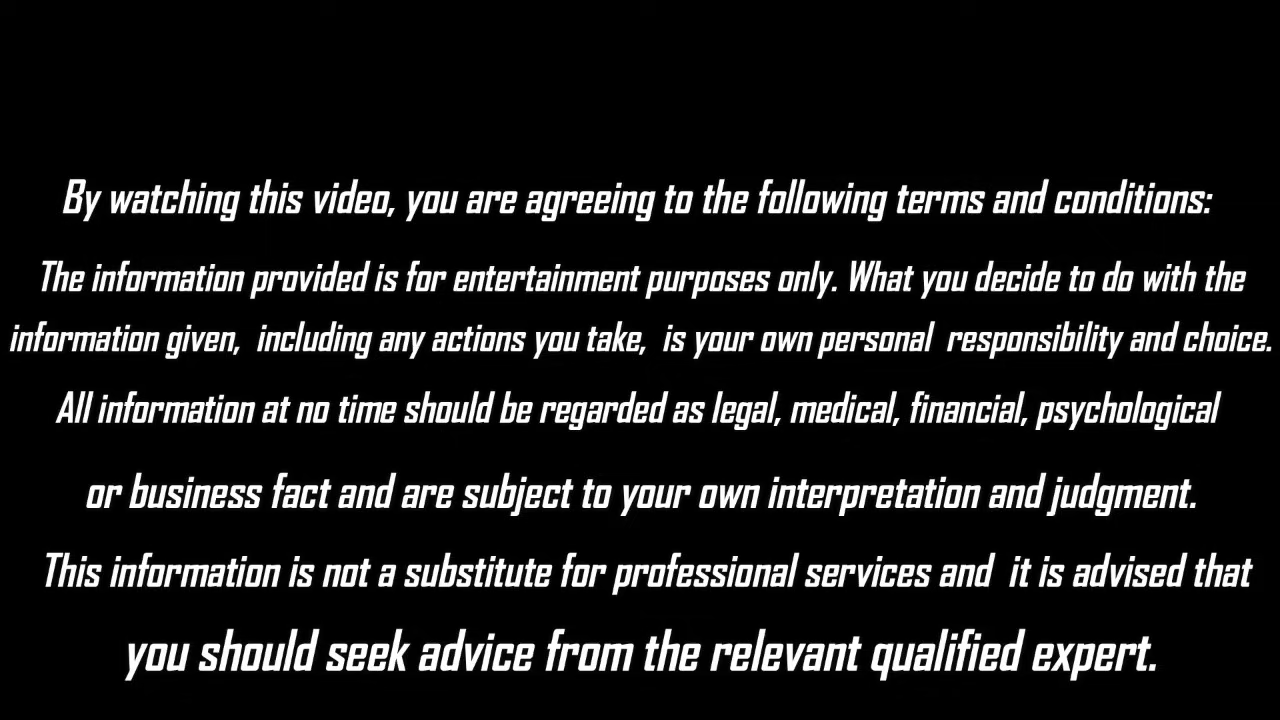 By watching this video, you are agreeing to the following terms and conditions:
The information provided is for entertainment purposes only. What you decide to do with the
information given, including any actions you take, is your own personal responsibility and choice.
All information at no time should be regarded as legal, medical, financial, psychological
or business fact and are subject to your own interpretation and judgment.
This information is not a substitute for professional services and it is advised that
you should seek advice from the relevant qualified expert.